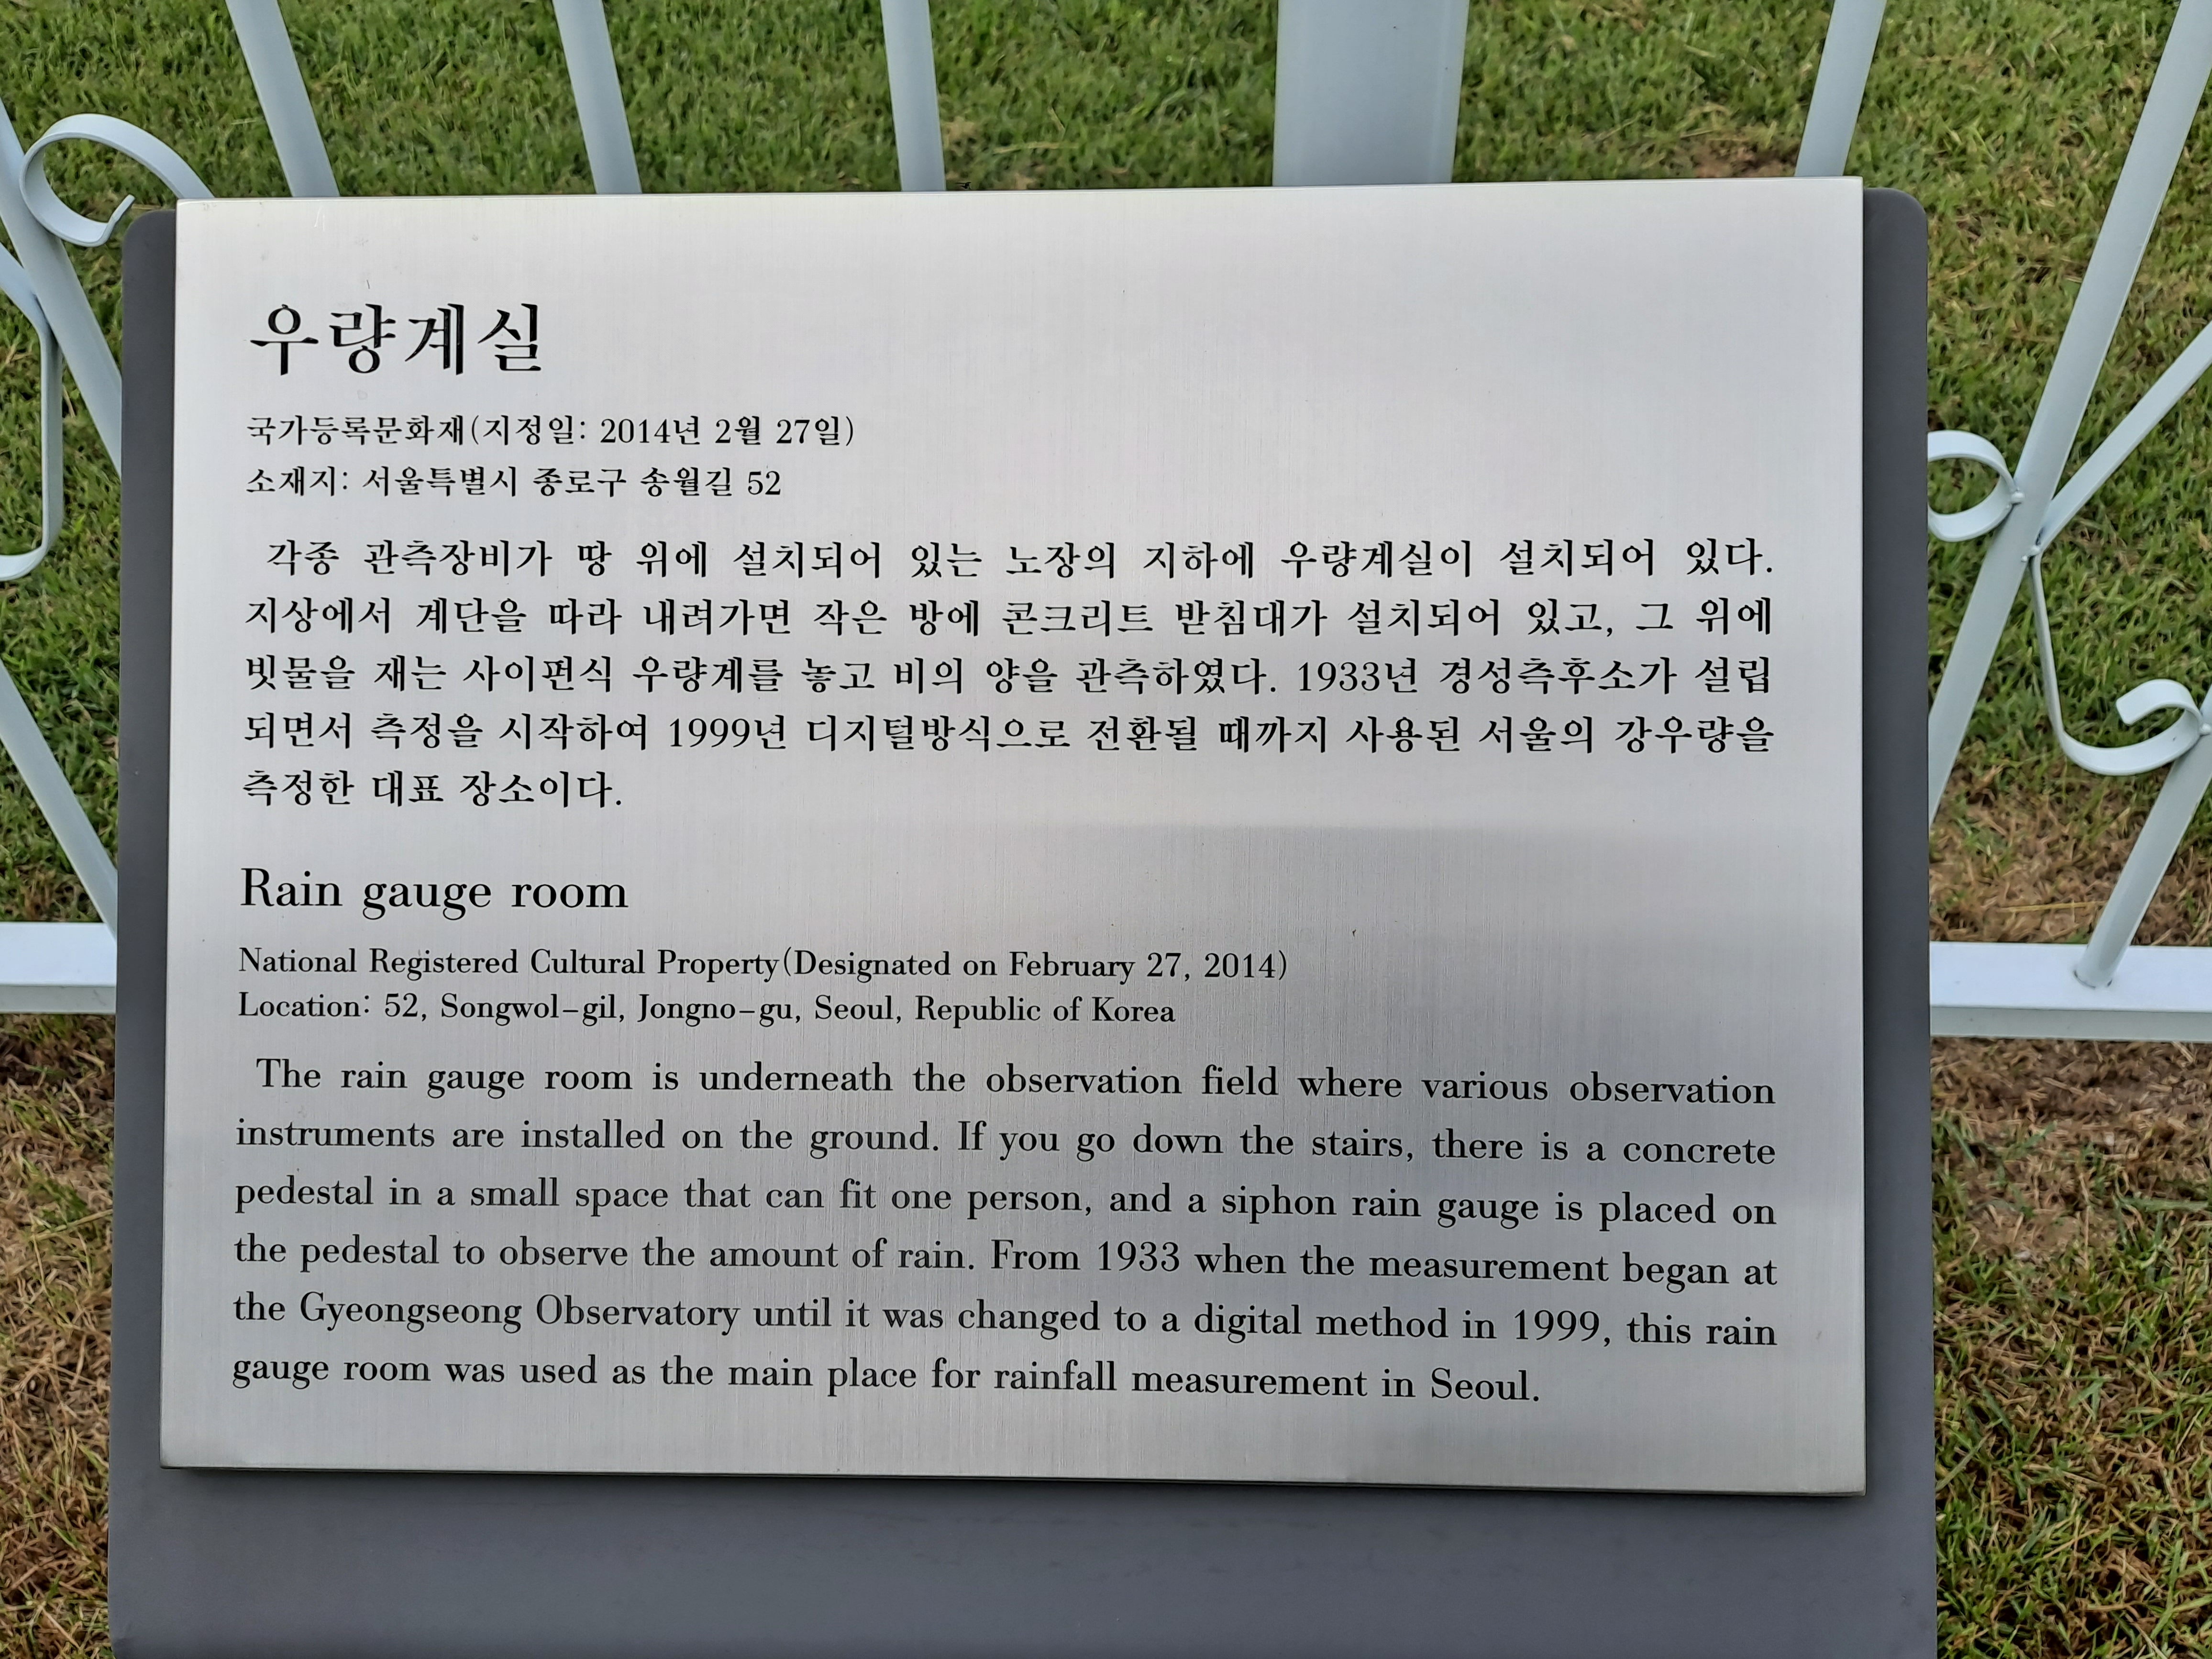 우량계실
국가등록문화재(지정일: 2014년 2월 27일)
소재지: 서울특별시 종로구 송월길 52
각종 관측장비가 땅 위에 설치되어 있는 노장의 지하에 우량계실이 설치되어 있다.
지상에서 계단을 따라 내려가면 작은 방에 콘크리트 받침대가 설치되어 있고, 그 위에
빗물을 재는 사이펀식 우량계를 놓고 비의 양을 관측하였다. 1933년 경성측후소가 설립
되면서 측정을 시작하여 1999년 디지털방식으로 전환될 때까지 사용된 서울의 강우량을
측정한 대표 장소이다.
Rain gauge room
National Registered Cultural Property(Designated on February 27, 2014)
Location: 52, Songwol-gil, Jongno-gu, Seoul, Republic of Korea
The rain gauge room is underneath the observation field where various observation
instruments are installed on the ground. If you go down the stairs, there is a concrete
pedestal in a small space that can fit one person, and a siphon rain gauge is placed on
the pedestal to observe the amount of rain. From 1933 when the measurement began at
the Gyeongseong Observatory until it was changed to a digital method in 1999, this rain
gauge room was used as the main place for rainfall measurement in Seoul.